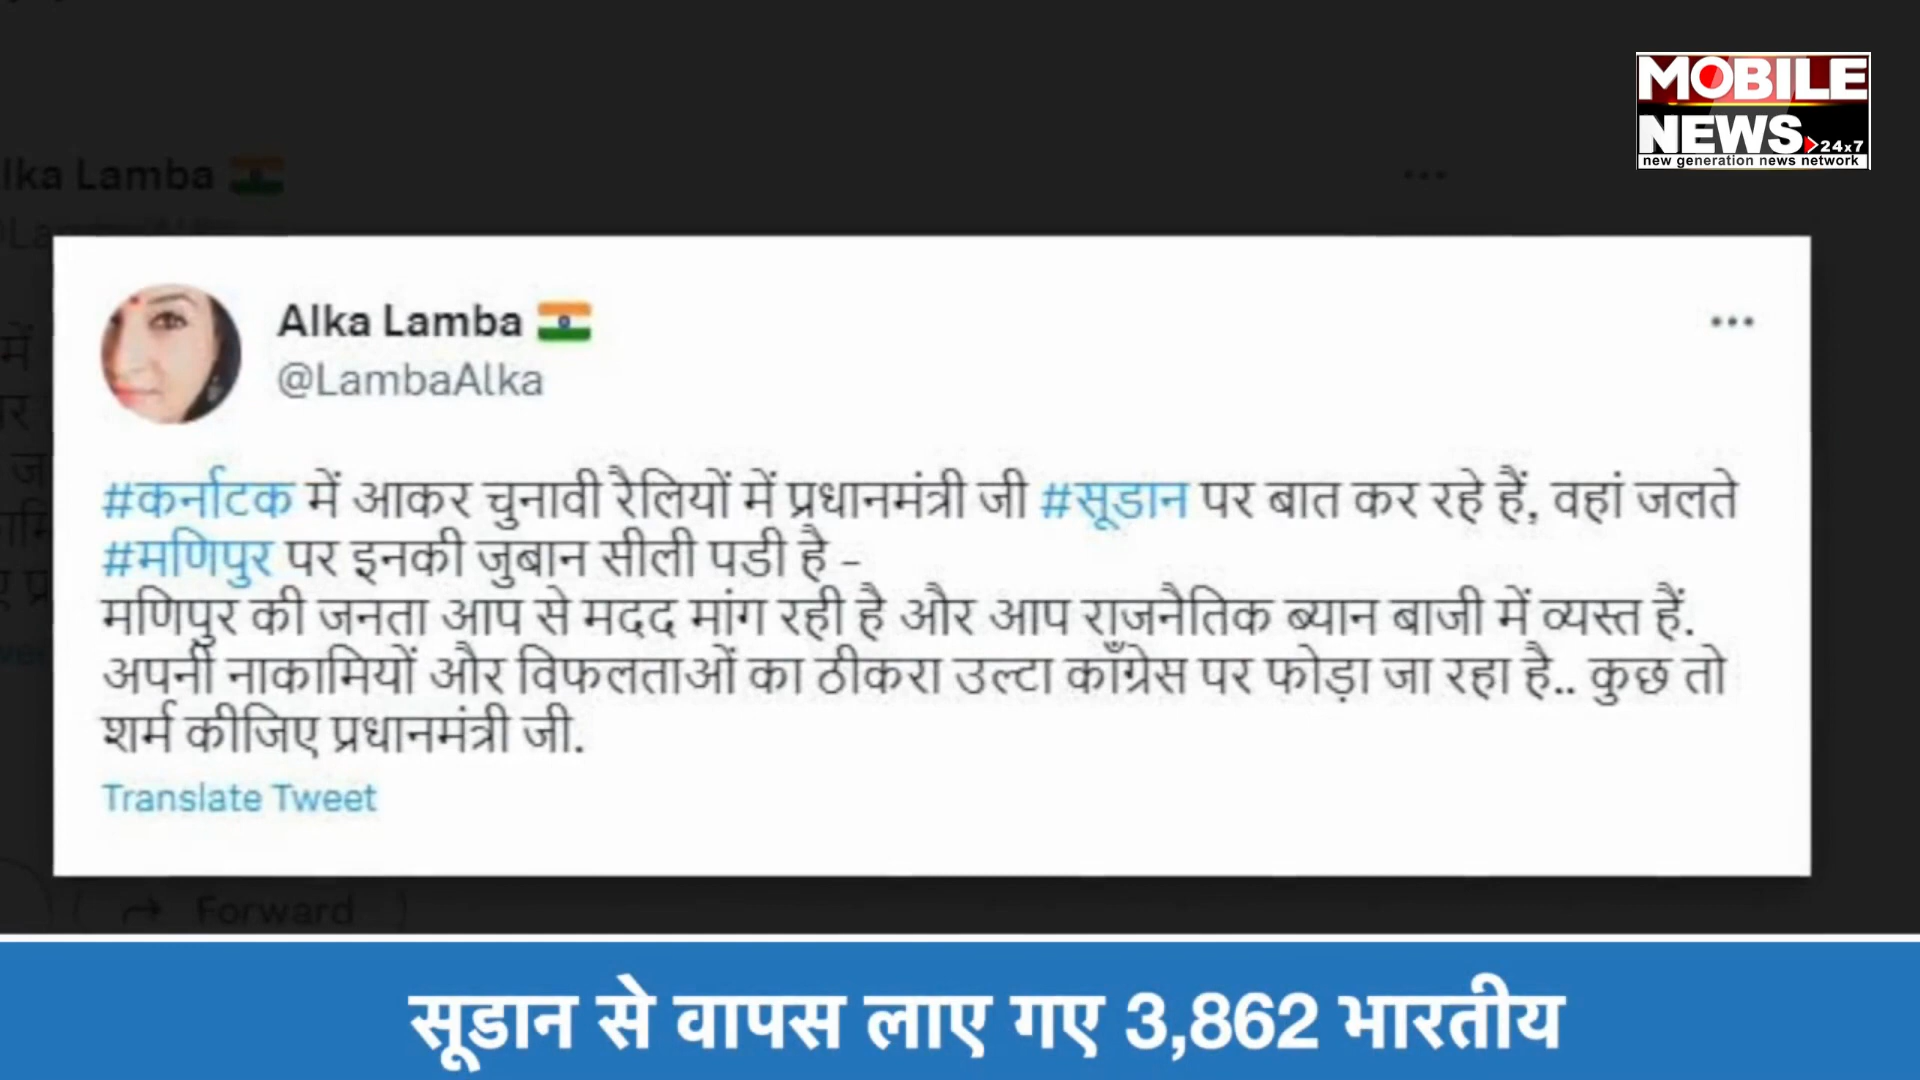 MOBILE
NEWS 24x7
new generation news network
lka Lamba
Alka Lamba
@LambaAlka
#कर्नाटक में आकर चुनावी रैलियों में प्रधानमंत्री जी #सूडान पर बात कर रहे हैं, वहां जलते
#मणिपुर पर इनकी जुबान सीली पडी है -
मणिपुर की जनता आप से मदद मांग रही है और आप राजनैतिक ब्यान बाजी में व्यस्त हैं.
अपनी नाकामियों और विफलताओं का ठीकरा उल्टा काँग्रेस पर फोड़ा जा रहा है.. कुछ तो
शर्म कीजिए प्रधानमंत्री जी.
Translate Tweet
Forward
सूडान से वापस लाए गए 3,862 भारतीय